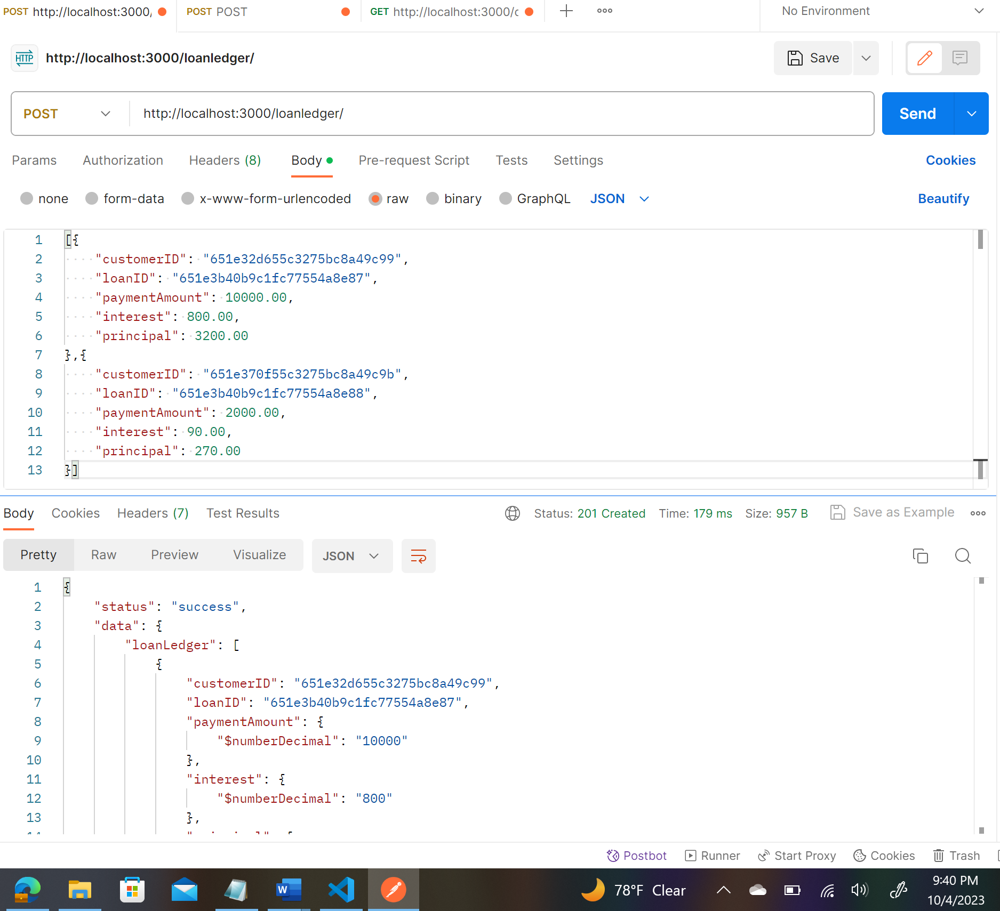 POST http://localhost:3000/
POST POST
GET http://localhost:3000/c
No Environment
HTTP http://localhost:3000/loanledger/
Save
POST http://localhost:3000/loanledger/
Send
Params Authorization Headers (8) Body Pre-request Script Tests Settings Cookies
none form-data x-www-form-urlencoded raw binary GraphQL JSON Beautify
1 [{
2 "customerID": "651e32d655c3275bc8a49c99",
3 "loanID": "651e3b40b9c1fc77554a8e87",
4 "paymentAmount": 10000.00,
5 "interest": 800.00,
6 "principal": 3200.00
7 },{
8 "customerID": "651e370f55c3275bc8a49c9b",
9 "loanID": "651e3b40b9c1fc77554a8e88",
10 "paymentAmount": 2000.00,
11 "interest": 90.00,
12 "principal": 270.00
13 }]
Body Cookies Headers (7) Test Results Status: 201 Created Time: 179 ms Size: 957 B Save as Example
Pretty Raw Preview Visualize JSON
1 {
2 "status": "success",
3 "data": {
4 "loanLedger": [
5 {
6 "customerID": "651e32d655c3275bc8a49c99",
7 "loanID": "651e3b40b9c1fc77554a8e87",
8 "paymentAmount": {
9 "$numberDecimal": "10000"
10 },
11 "interest": {
12 "$numberDecimal": "800"
13 },
Postbot Runner Start Proxy Cookies Trash
W 78°F Clear 9:40 PM
10/4/2023